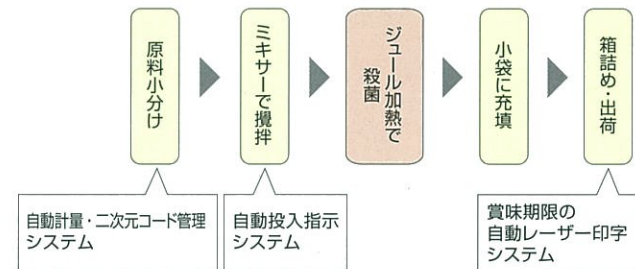 原料小分け
ミキサーで攪拌
ジュール加熱で
殺菌
小袋に充填
箱詰め・出荷
自動計量・二次元コード管理
システム
自動投入指示
システム
賞味期限の
自動レーザー印字
システム